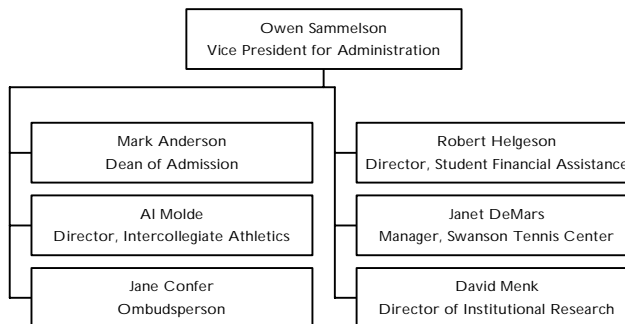 Owen Sammelson
Vice President for Administration
Mark Anderson
Dean of Admission
Robert Helgeson
Director, Student Financial Assistance
Al Molde
Director, Intercollegiate Athletics
Janet DeMars
Manager, Swanson Tennis Center
Jane Confer
Ombudsperson
David Menk
Director of Institutional Research